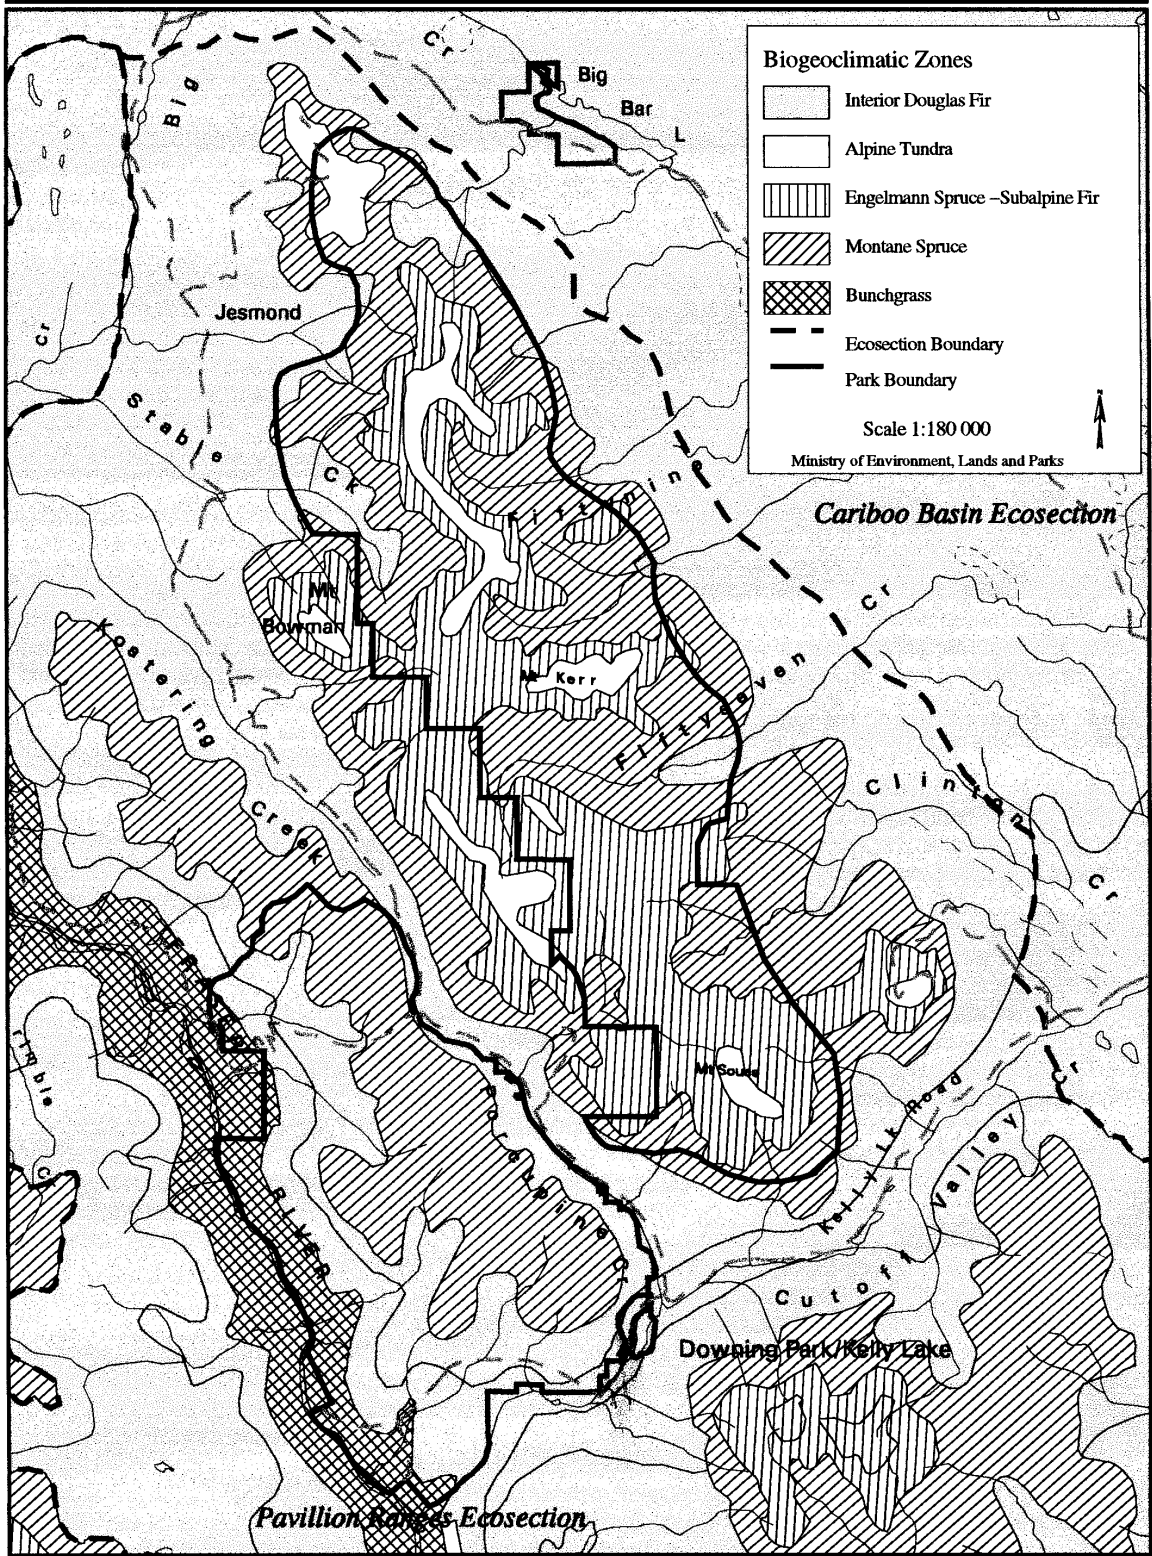 Biogeoclimatic Zones
Interior Douglas Fir
Alpine Tundra
Engelmann Spruce –Subalpine Fir
Montane Spruce
Bunchgrass
Ecosection Boundary
Park Boundary
Scale 1:180 000
Ministry of Environment, Lands and Parks
Cr
Big
Bar
L
Big
Cr
Jesmond
Stable
Ck
Fiftynine
Cariboo Basin Ecosection
Mt
Bowman
Cr
Kostering
Creek
Mt Kerr
Fiftyseven
Clinton
Cr
Mt Soues
Cr
Kelly Lk Road
Valley
Porcupine
Cr
River
Cutoff
Downing Park/Kelly Lake
Pavillion Ranges Ecosection